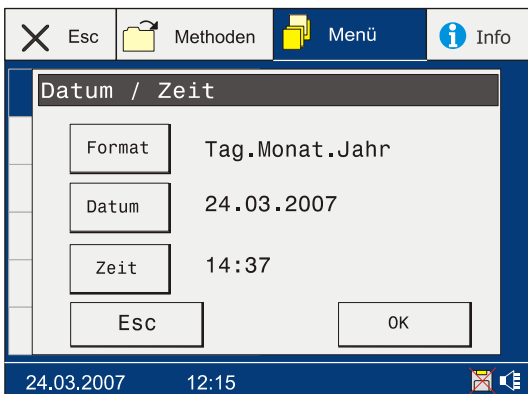 Esc Methoden Menü Info
Datum / Zeit
Format Tag.Monat.Jahr
Datum 24.03.2007
Zeit 14:37
Esc OK
24.03.2007 12:15